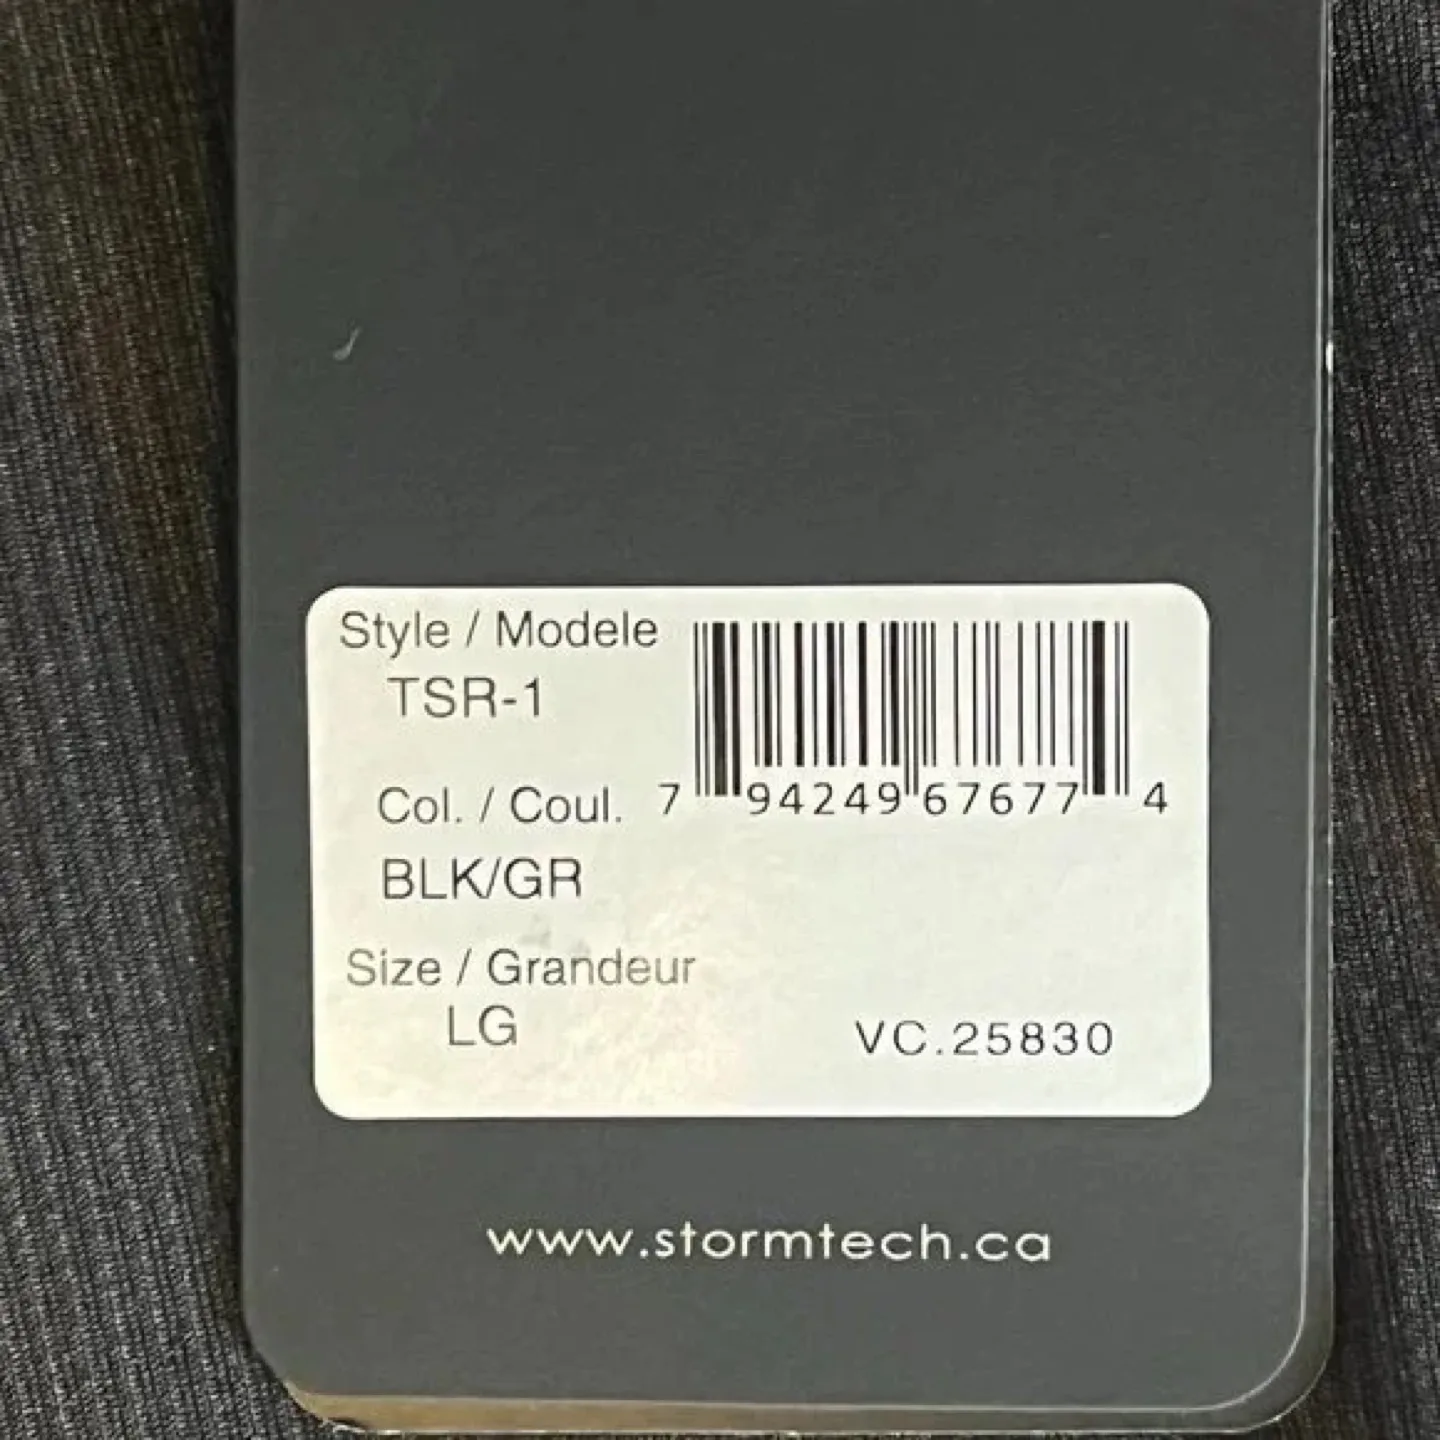 Style / Modele
TSR-1
Col. / Coul.
7 94249 67677 4
BLK/GR
Size / Grandeur
LG
VC.25830
www.stormtech.ca